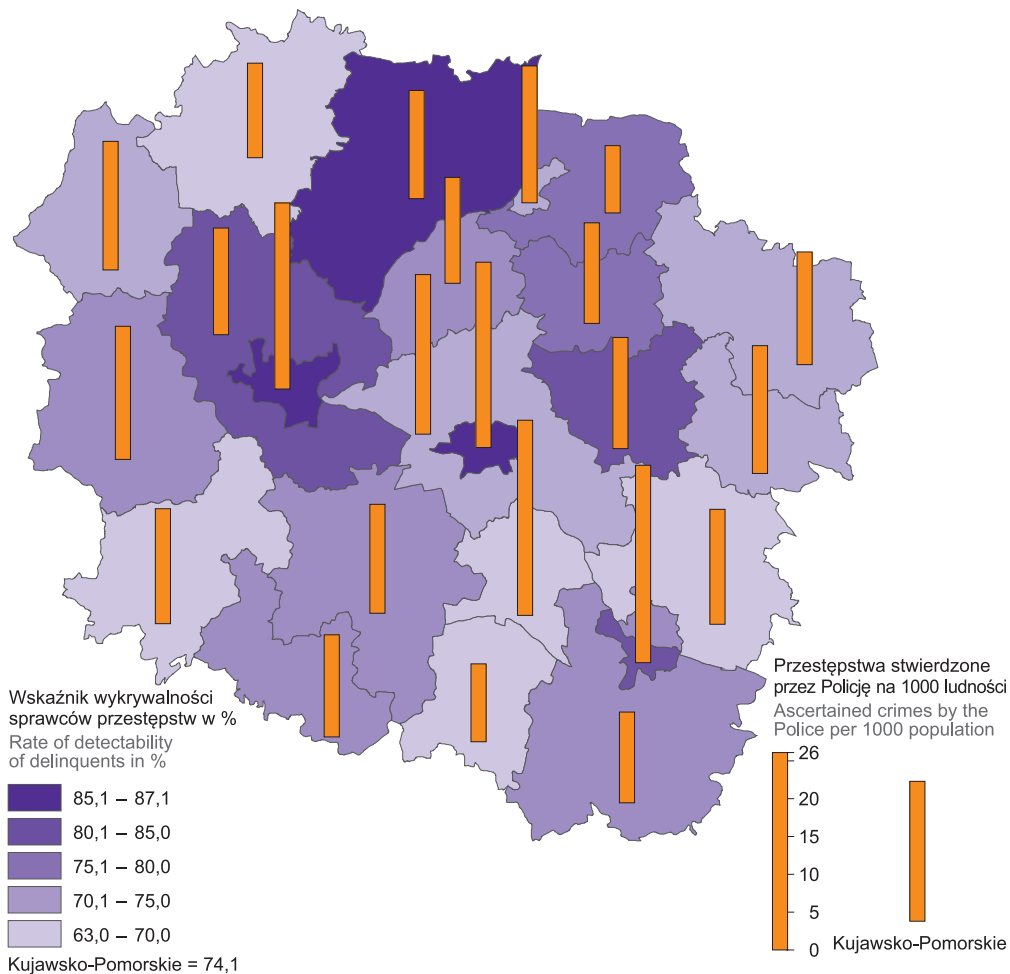 Wskaźnik wykrywalności
sprawców przestępstw w %
Rate of detectability
of delinquents in %
85,1 – 87,1
80,1 – 85,0
75,1 – 80,0
70,1 – 75,0
63,0 – 70,0
Kujawsko-Pomorskie = 74,1
Przestępstwa stwierdzone
przez Policję na 1000 ludności
Ascertained crimes by the
Police per 1000 population
26
20
15
10
5
0
Kujawsko-Pomorskie